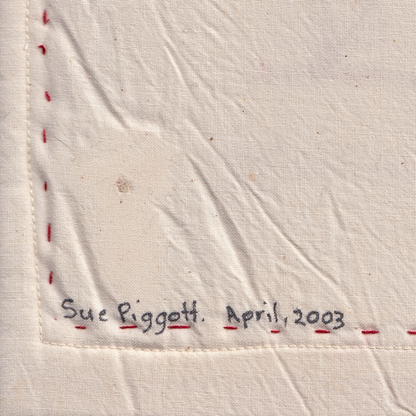 Sue Piggott. April, 2003